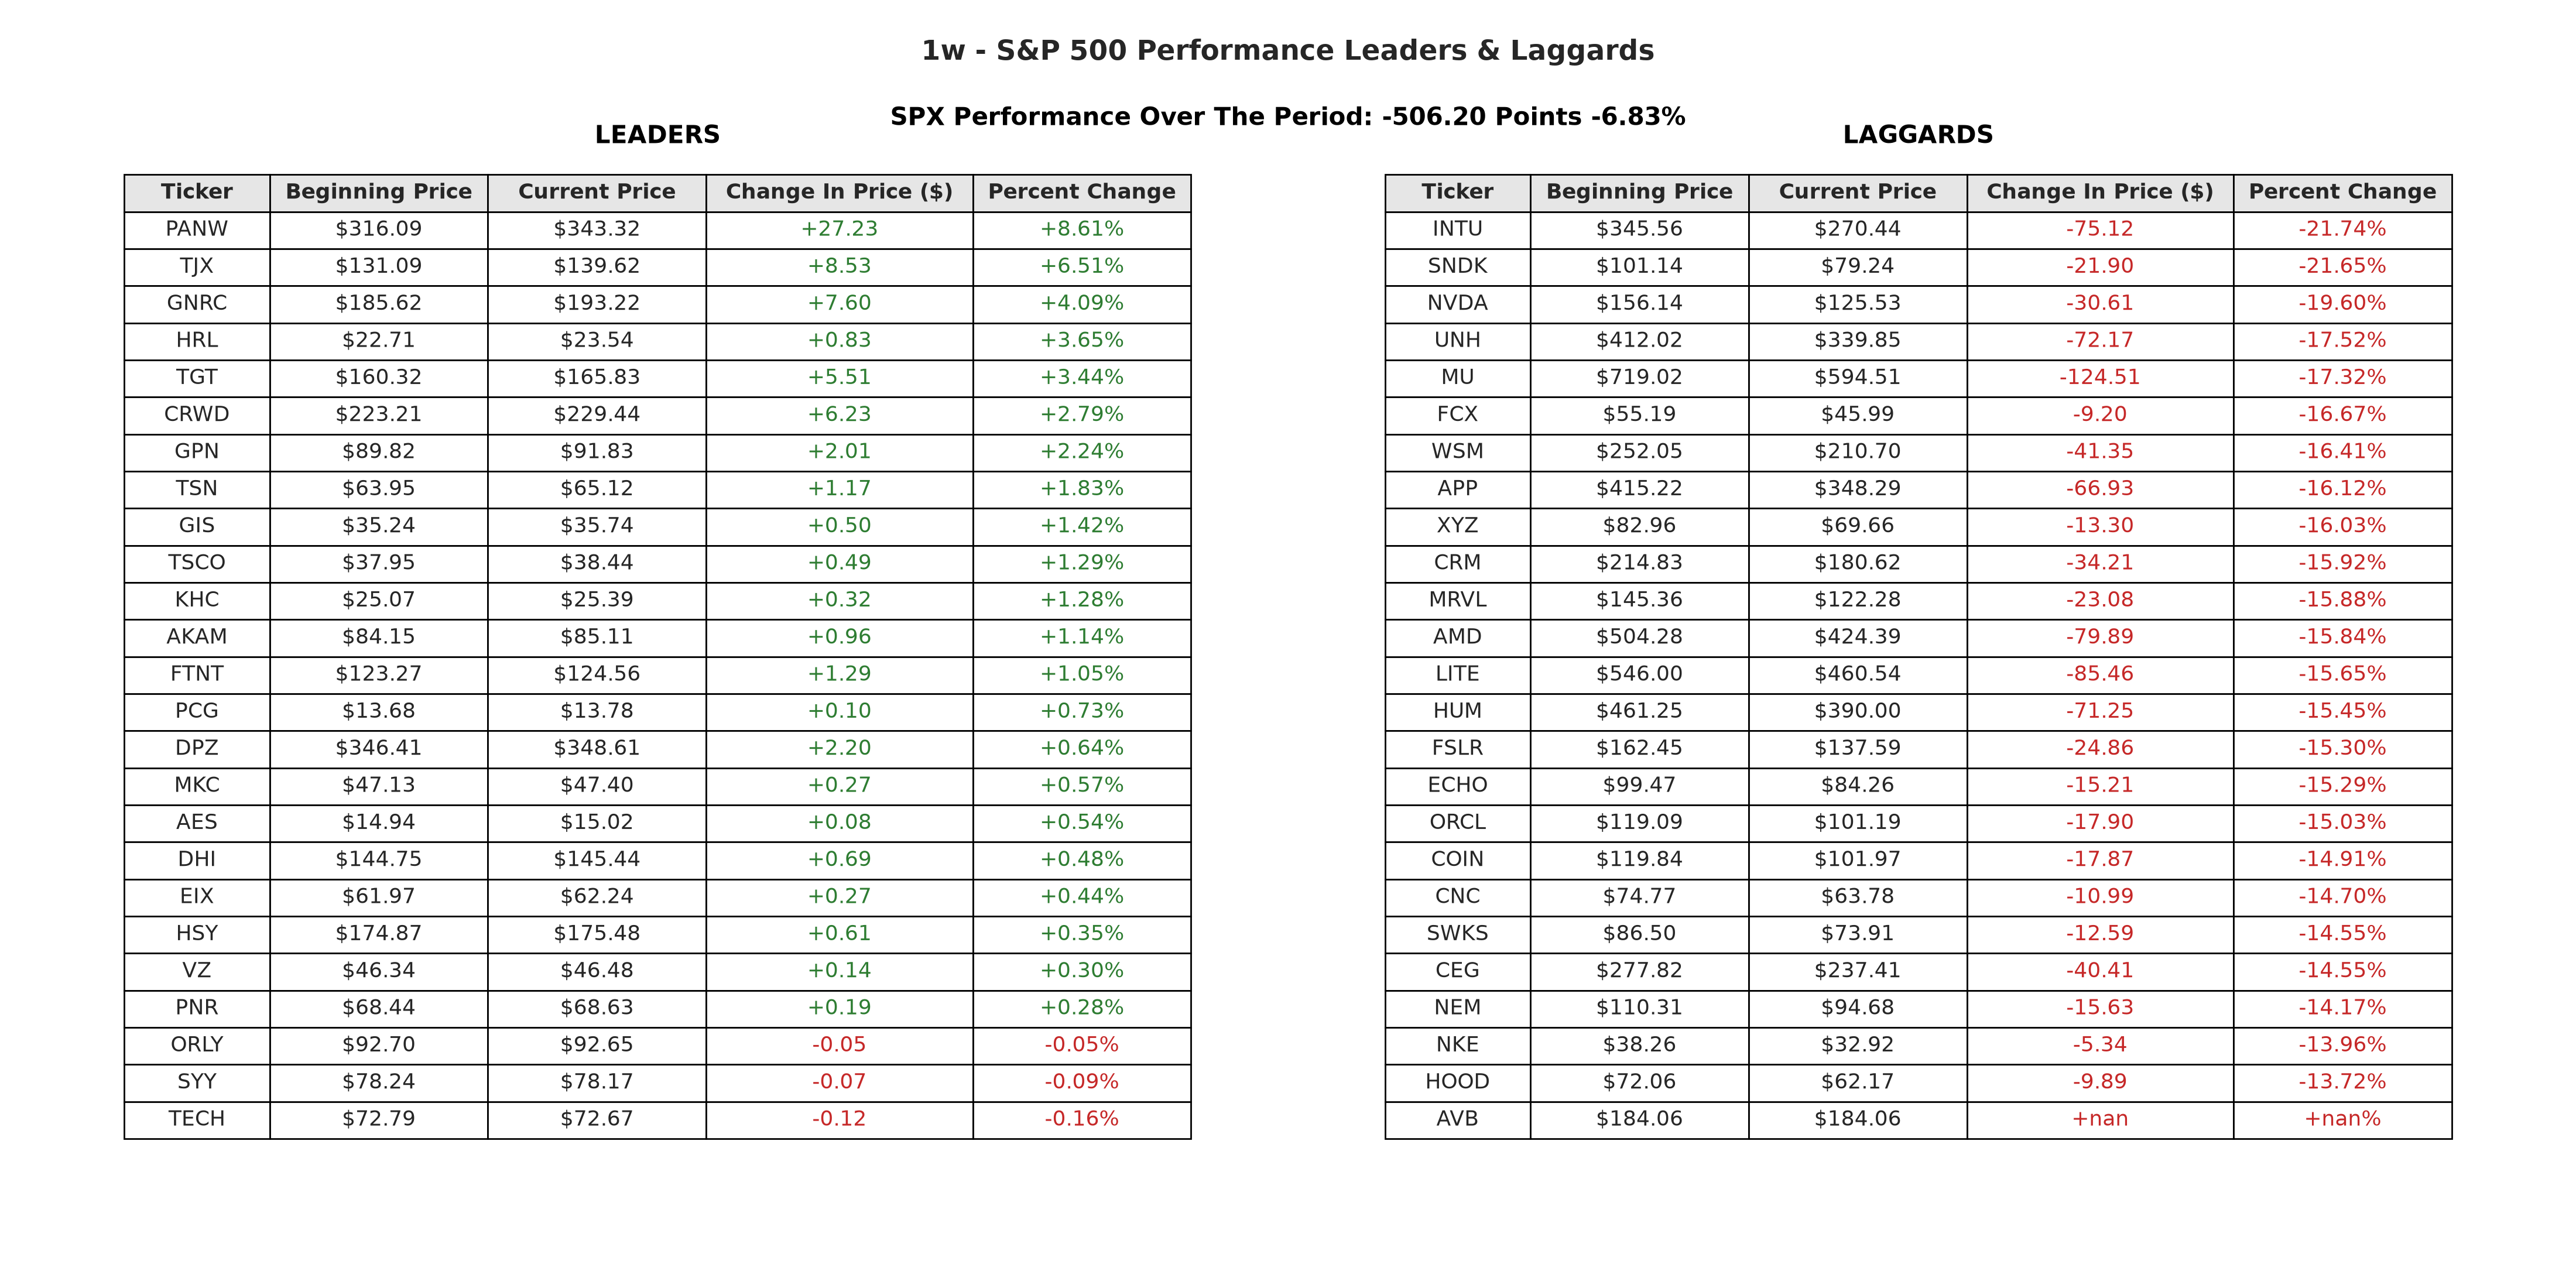 1w - S&P 500 Performance Leaders & Laggards
SPX Performance Over The Period: -506.20 Points -6.83%
LEADERS
Ticker Beginning Price Current Price Change In Price ($) Percent Change
PANW $316.09 $343.32 +27.23 +8.61%
TJX $131.09 $139.62 +8.53 +6.51%
GNRC $185.62 $193.22 +7.60 +4.09%
HRL $22.71 $23.54 +0.83 +3.65%
TGT $160.32 $165.83 +5.51 +3.44%
CRWD $223.21 $229.44 +6.23 +2.79%
GPN $89.82 $91.83 +2.01 +2.24%
TSN $63.95 $65.12 +1.17 +1.83%
GIS $35.24 $35.74 +0.50 +1.42%
TSCO $37.95 $38.44 +0.49 +1.29%
KHC $25.07 $25.39 +0.32 +1.28%
AKAM $84.15 $85.11 +0.96 +1.14%
FTNT $123.27 $124.56 +1.29 +1.05%
PCG $13.68 $13.78 +0.10 +0.73%
DPZ $346.41 $348.61 +2.20 +0.64%
MKC $47.13 $47.40 +0.27 +0.57%
AES $14.94 $15.02 +0.08 +0.54%
DHI $144.75 $145.44 +0.69 +0.48%
EIX $61.97 $62.24 +0.27 +0.44%
HSY $174.87 $175.48 +0.61 +0.35%
VZ $46.34 $46.48 +0.14 +0.30%
PNR $68.44 $68.63 +0.19 +0.28%
ORLY $92.70 $92.65 -0.05 -0.05%
SYY $78.24 $78.17 -0.07 -0.09%
TECH $72.79 $72.67 -0.12 -0.16%
LAGGARDS
Ticker Beginning Price Current Price Change In Price ($) Percent Change
INTU $345.56 $270.44 -75.12 -21.74%
SNDK $101.14 $79.24 -21.90 -21.65%
NVDA $156.14 $125.53 -30.61 -19.60%
UNH $412.02 $339.85 -72.17 -17.52%
MU $719.02 $594.51 -124.51 -17.32%
FCX $55.19 $45.99 -9.20 -16.67%
WSM $252.05 $210.70 -41.35 -16.41%
APP $415.22 $348.29 -66.93 -16.12%
XYZ $82.96 $69.66 -13.30 -16.03%
CRM $214.83 $180.62 -34.21 -15.92%
MRVL $145.36 $122.28 -23.08 -15.88%
AMD $504.28 $424.39 -79.89 -15.84%
LITE $546.00 $460.54 -85.46 -15.65%
HUM $461.25 $390.00 -71.25 -15.45%
FSLR $162.45 $137.59 -24.86 -15.30%
ECHO $99.47 $84.26 -15.21 -15.29%
ORCL $119.09 $101.19 -17.90 -15.03%
COIN $119.84 $101.97 -17.87 -14.91%
CNC $74.77 $63.78 -10.99 -14.70%
SWKS $86.50 $73.91 -12.59 -14.55%
CEG $277.82 $237.41 -40.41 -14.55%
NEM $110.31 $94.68 -15.63 -14.17%
NKE $38.26 $32.92 -5.34 -13.96%
HOOD $72.06 $62.17 -9.89 -13.72%
AVB $184.06 $184.06 +nan +nan%